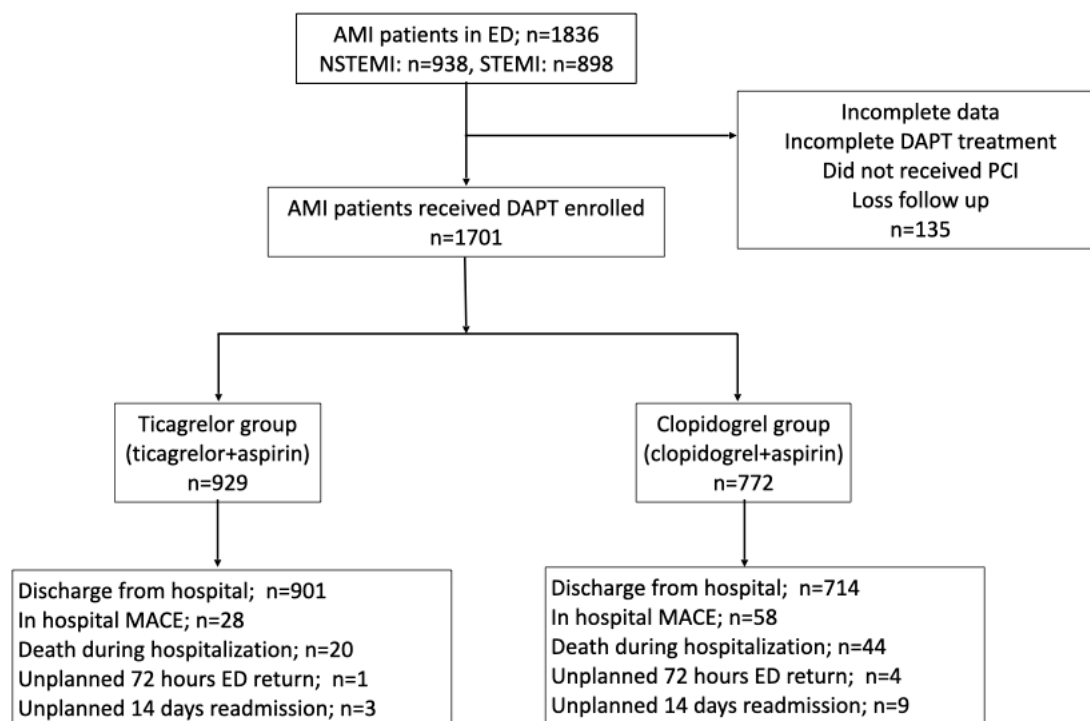 AMI patients in ED; n=1836
NSTEMI: n=938, STEMI: n=898
Incomplete data
Incomplete DAPT treatment
Did not received PCI
Loss follow up
n=135
AMI patients received DAPT enrolled
n=1701
Ticagrelor group
(ticagrelor+aspirin)
n=929
Clopidogrel group
(clopidogrel+aspirin)
n=772
Discharge from hospital;  n=901
In hospital MACE; n=28
Death during hospitalization; n=20
Unplanned 72 hours ED return;  n=1
Unplanned 14 days readmission; n=3
Discharge from hospital;  n=714
In hospital MACE; n=58
Death during hospitalization; n=44
Unplanned 72 hours ED return;  n=4
Unplanned 14 days readmission; n=9